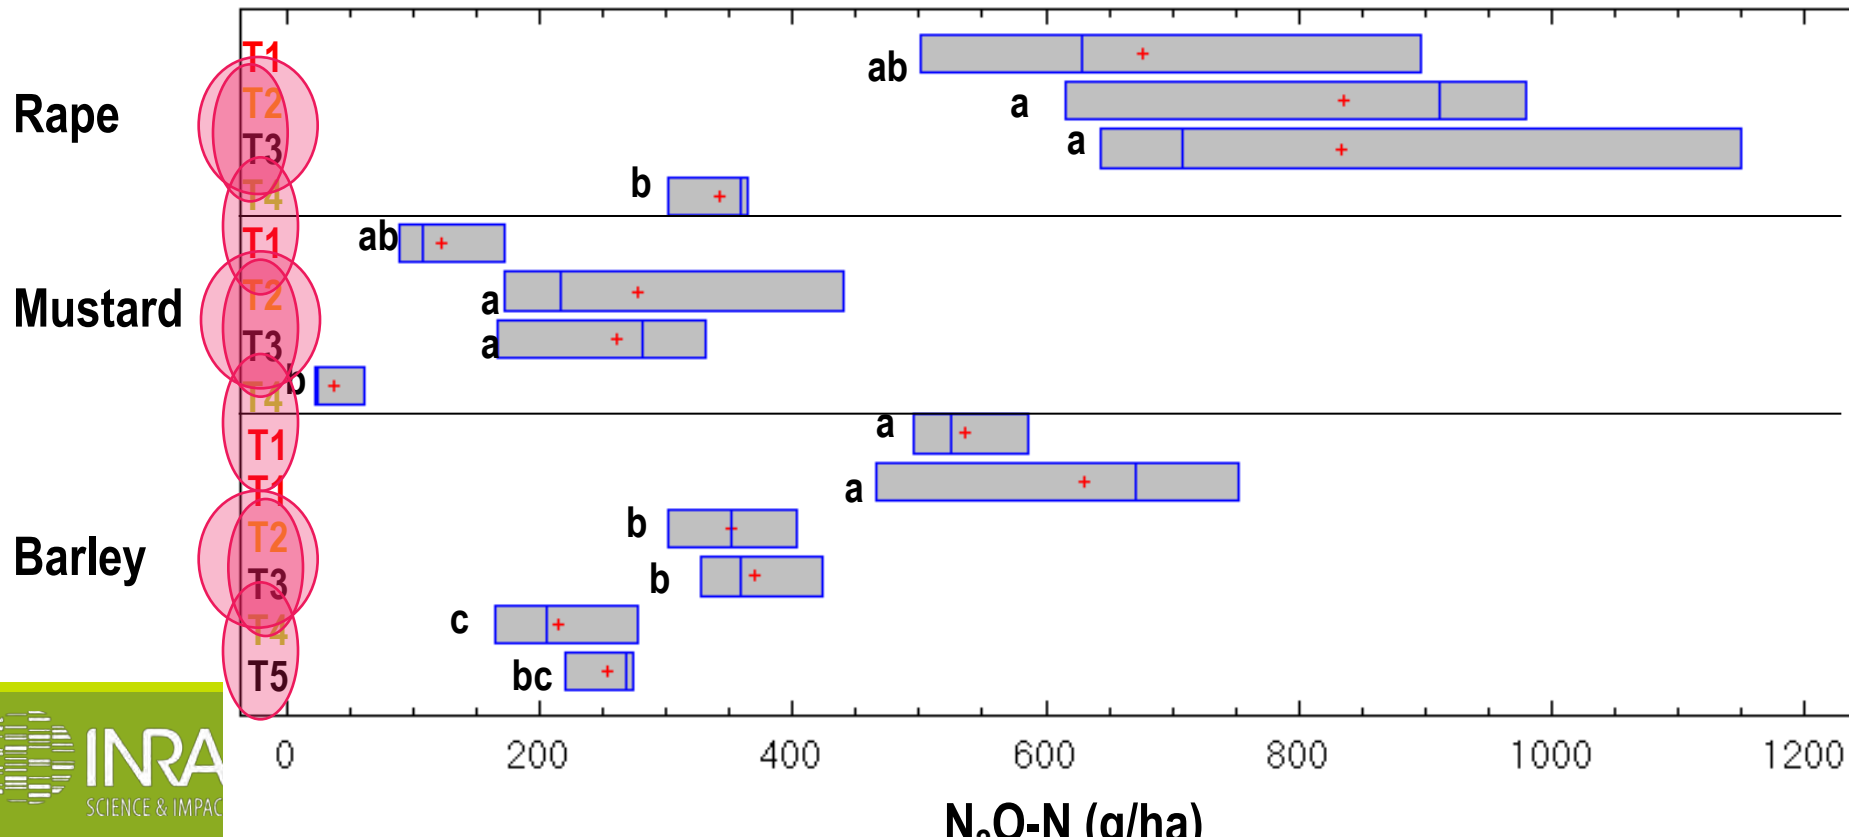 T1
ab
T2
a
Rape
T3
a
T4
b
T1
ab
T2
a
Mustard
T3
a
T4
b
T1
a
T1
a
T2
b
Barley
T3
b
T4
c
T5
bc
0 200 400 600 800 1000 1200
INRA
SCIENCE & IMPAC
N₂O-N (g/ha)